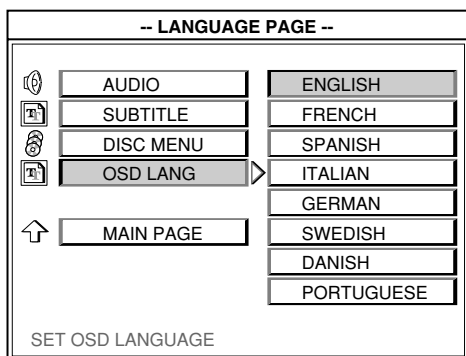 -- LANGUAGE PAGE --
AUDIO
SUBTITLE
DISC MENU
OSD LANG
MAIN PAGE
ENGLISH
FRENCH
SPANISH
ITALIAN
GERMAN
SWEDISH
DANISH
PORTUGUESE
SET OSD LANGUAGE